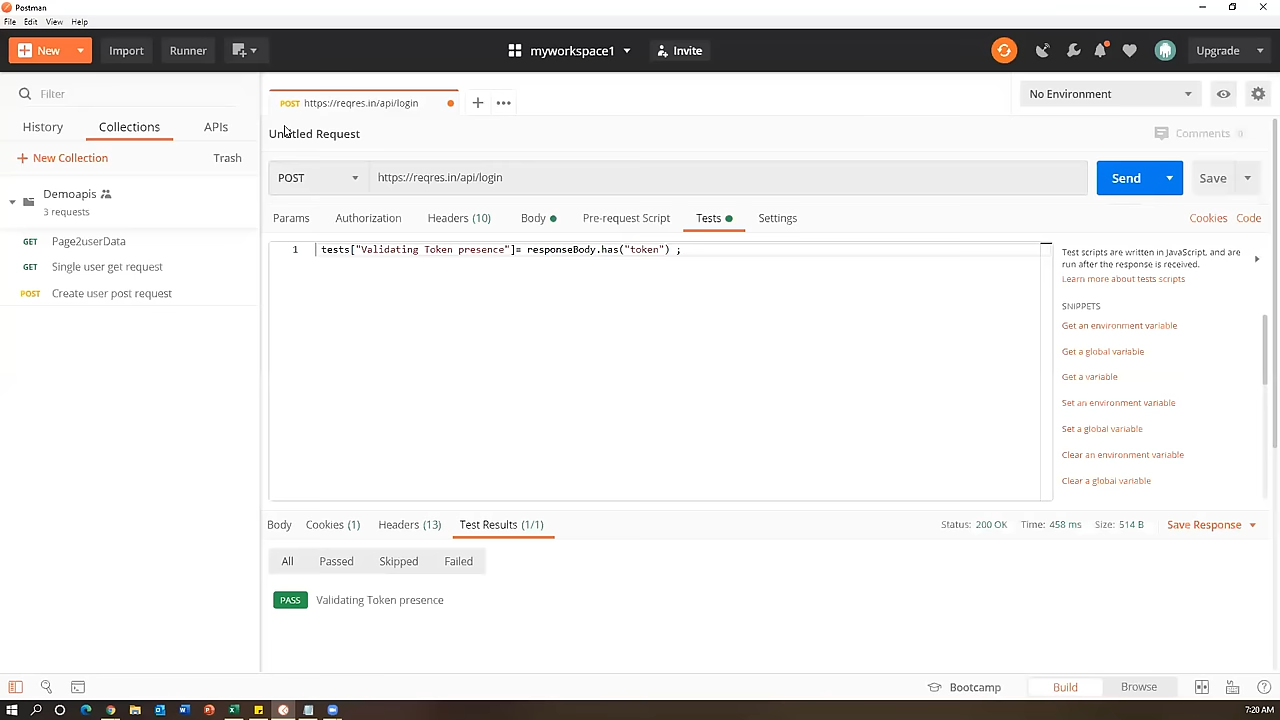 Postman
File Edit View Help
New Import Runner myworkspace1 Invite Upgrade
Filter
History Collections APIs
New Collection Trash
Demoapis
3 requests
GET Page2userData
GET Single user get request
POST Create user post request
POST https://reqres.in/api/login
No Environment
Untitled Request
Comments 0
POST https://reqres.in/api/login Send Save
Params Authorization Headers (10) Body Pre-request Script Tests Settings Cookies Code
1 tests["Validating Token presence"]= responseBody.has("token") ;
Test scripts are written in JavaScript, and are
run after the response is received.
Learn more about tests scripts
SNIPPETS
Get an environment variable
Get a global variable
Get a variable
Set an environment variable
Set a global variable
Clear an environment variable
Clear a global variable
Body Cookies (1) Headers (13) Test Results (1/1) Status: 200 OK Time: 458 ms Size: 514 B Save Response
All Passed Skipped Failed
PASS Validating Token presence
Bootcamp Build Browse
7:20 AM